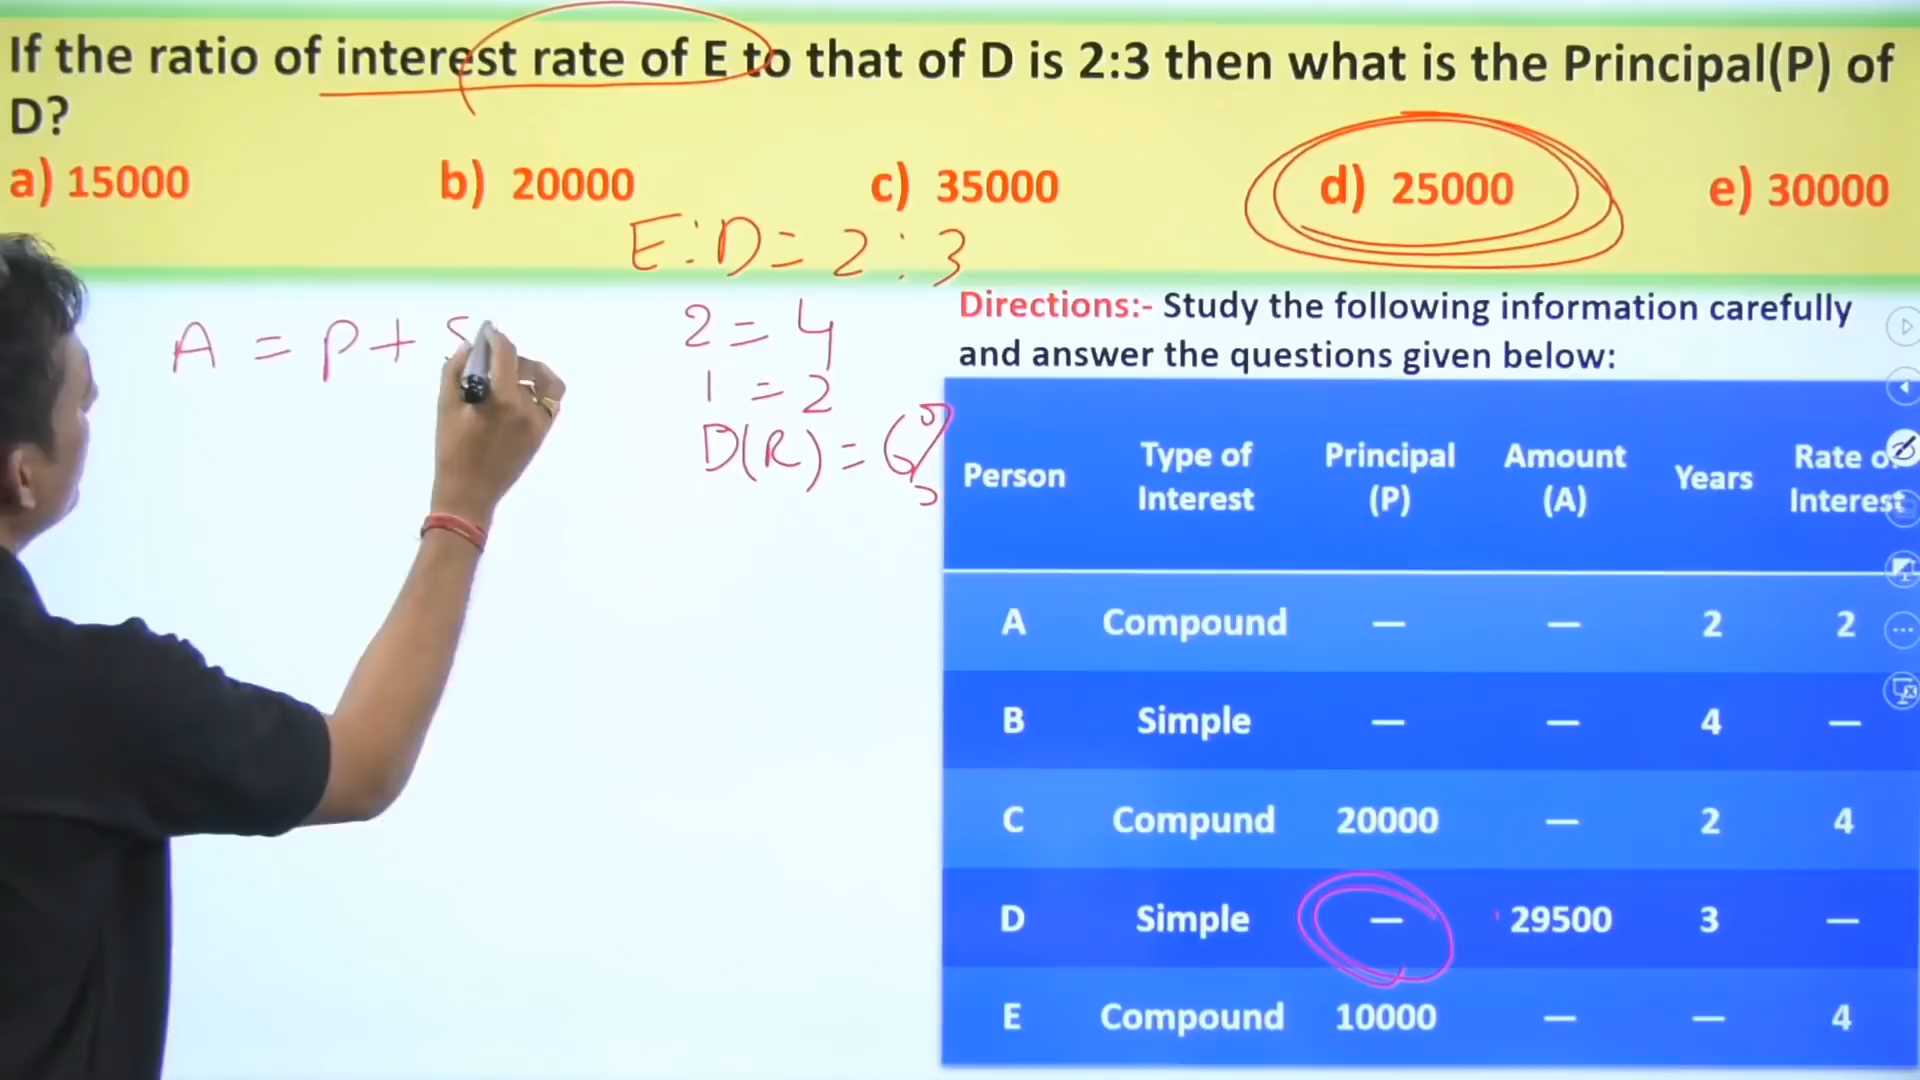 If the ratio of interest rate of E to that of D is 2:3 then what is the Principal(P) of
D?
a) 15000 b) 20000 c) 35000 d) 25000 e) 30000
E : D = 2 : 3
2 = 4
1 = 2
D(R) = 6%
A = P + S
Directions:- Study the following information carefully
and answer the questions given below:
Person Type of Interest Principal (P) Amount (A) Years Rate of Interest
A Compound — — 2 2
B Simple — — 4 —
C Compund 20000 — 2 4
D Simple — 29500 3 —
E Compound 10000 — — 4